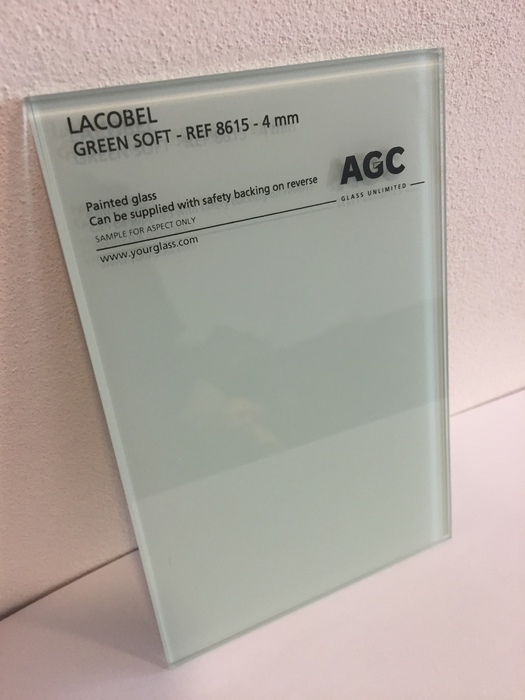 LACOBEL
GREEN SOFT - REF 8615 - 4 mm
Painted glass
Can be supplied with safety backing on reverse
SAMPLE FOR ASPECT ONLY
www.yourglass.com
AGC
GLASS UNLIMITED